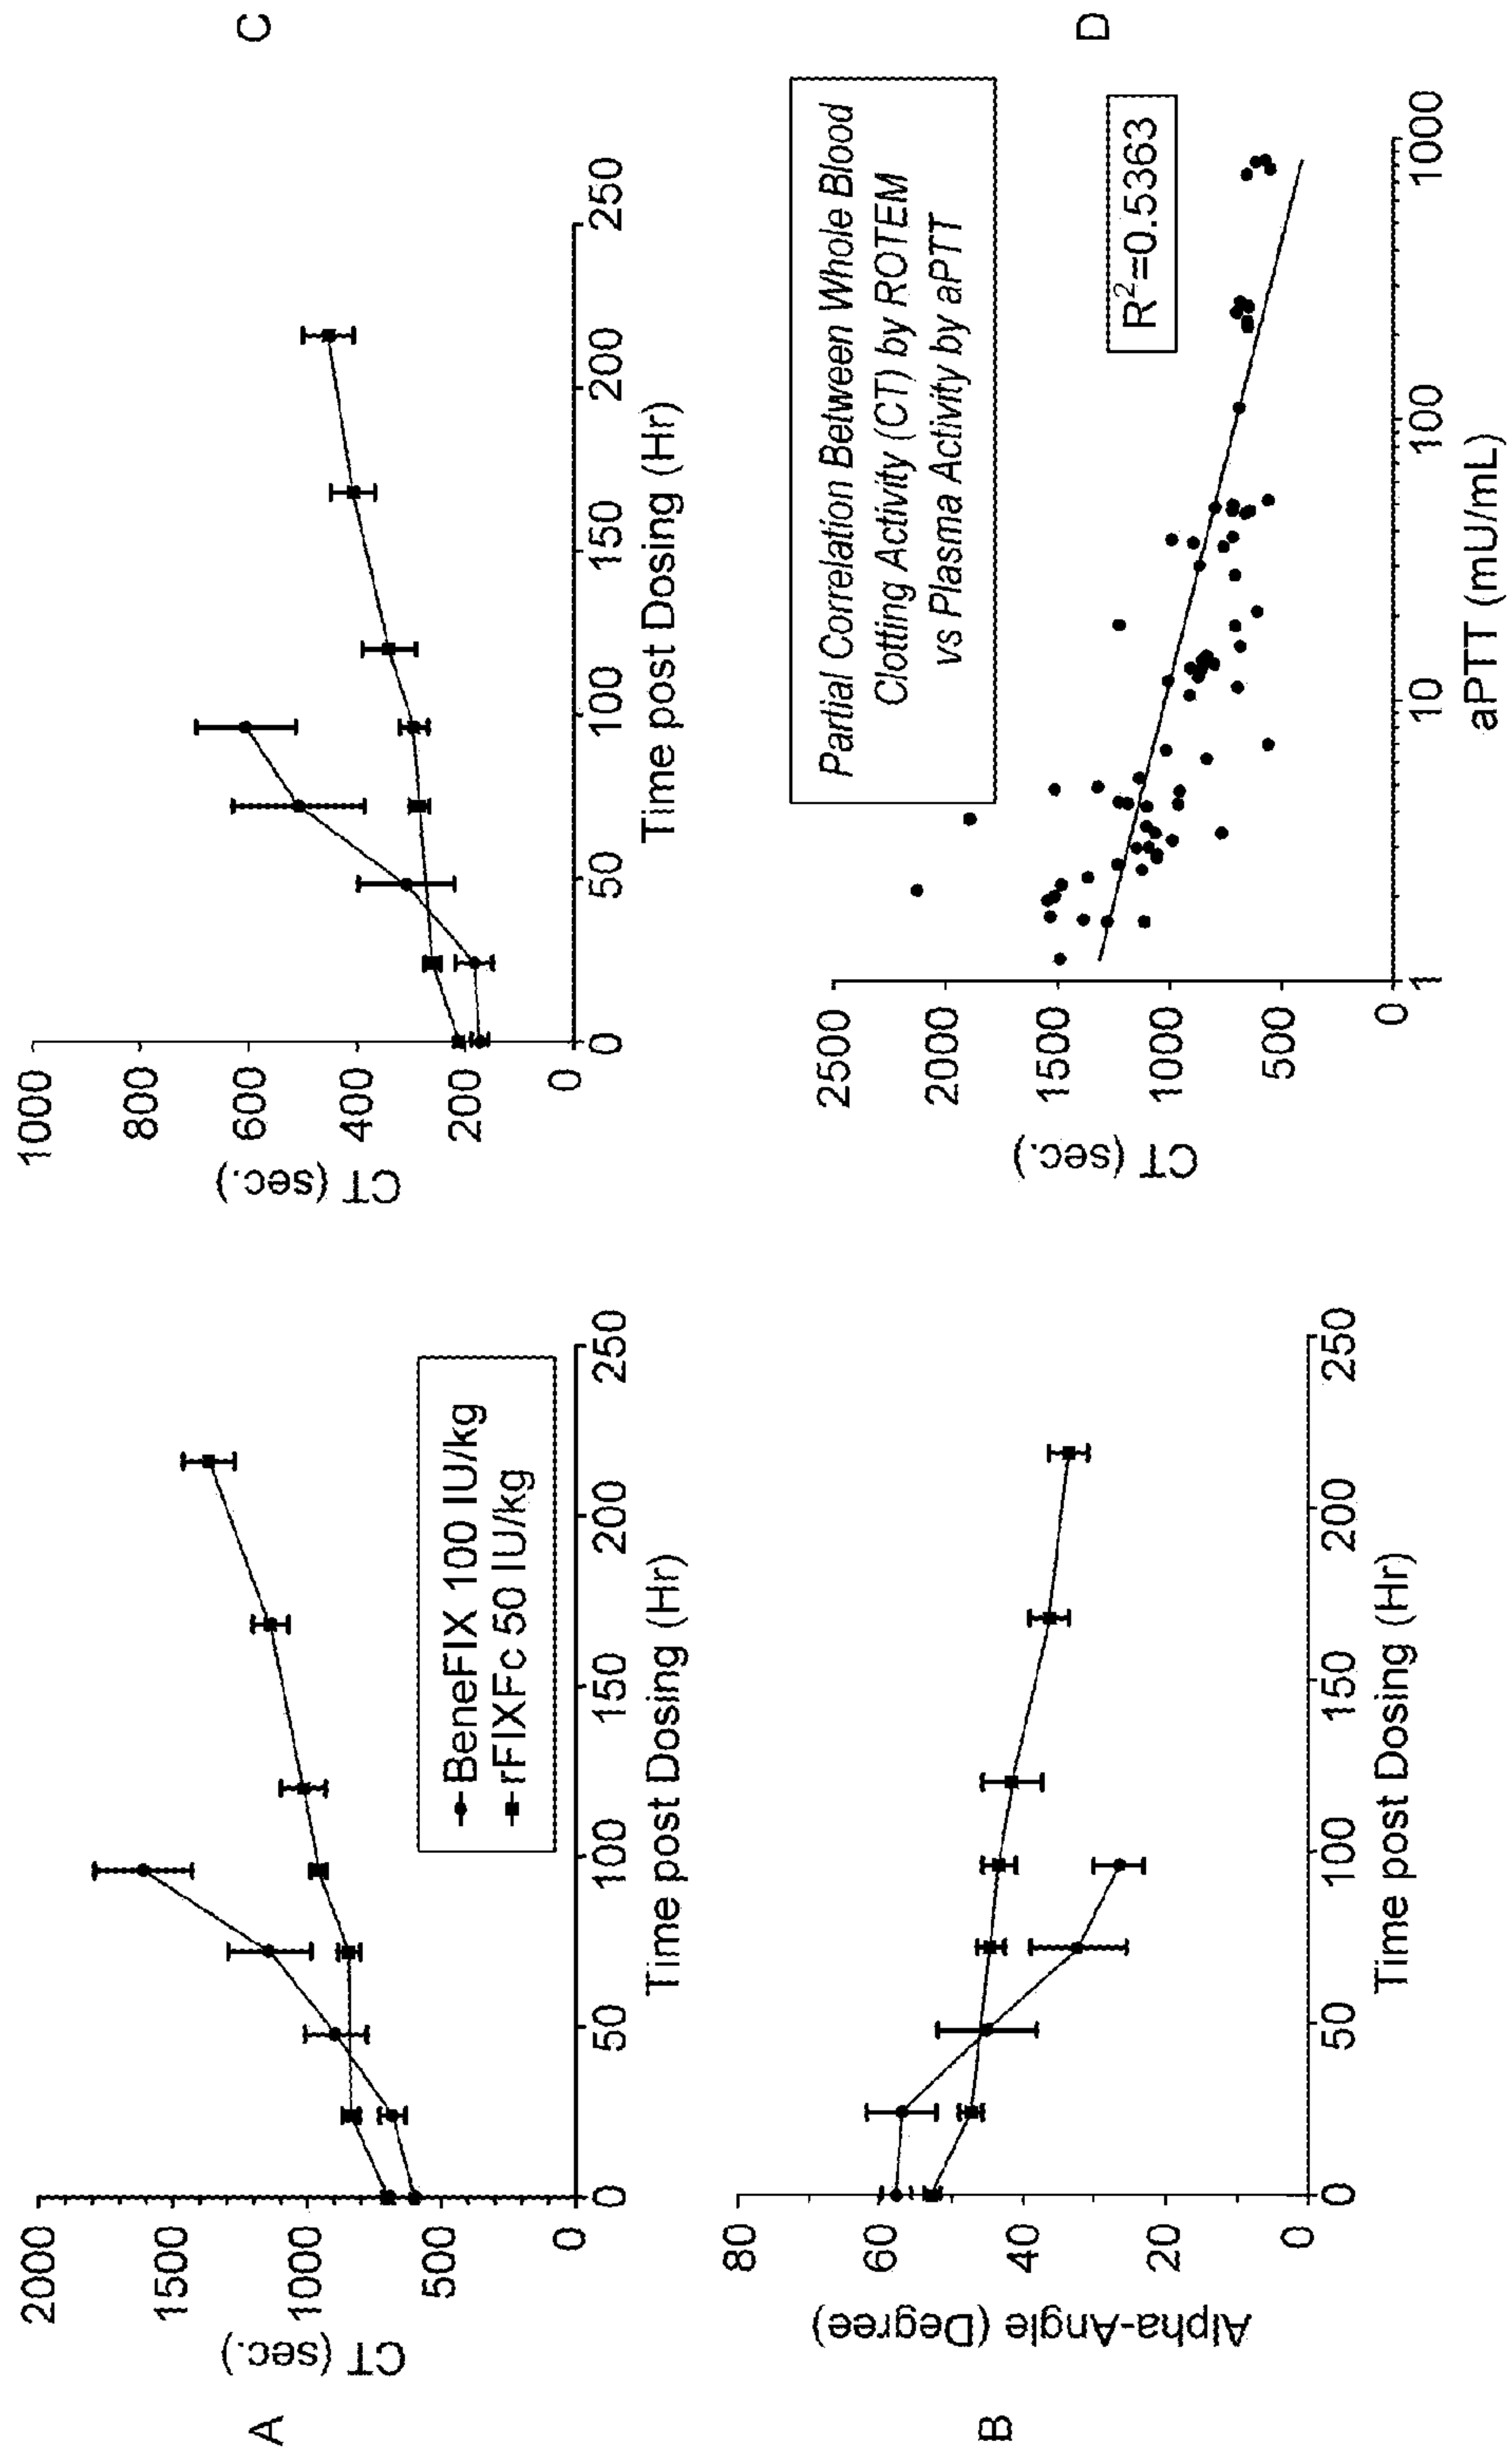 A
CT (sec.)
2000
1500
1000
500
0
0 50 100 150 200 250
Time post Dosing (Hr)
BeneFIX 100 IU/kg
rFIXFc 50 IU/kg
B
Alpha-Angle (Degree)
80
60
40
20
0
0 50 100 150 200 250
Time post Dosing (Hr)
C
CT (sec.)
1000
800
600
400
200
0
0 50 100 150 200 250
Time post Dosing (Hr)
D
Partial Correlation Between Whole Blood
Clotting Activity (CT) by ROTEM
vs Plasma Activity by aPTT
R²=0.5363
CT (sec.)
2500
2000
1500
1000
500
0
1 10 100 1000
aPTT (mU/mL)